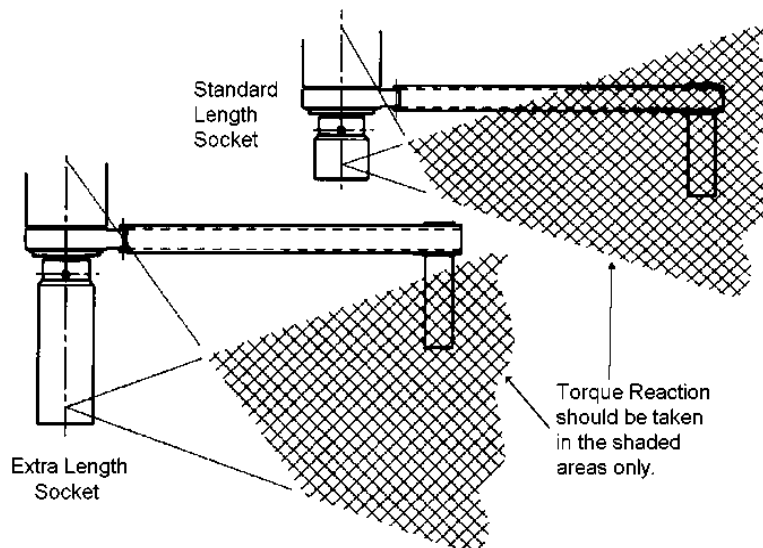 Standard
Length
Socket
Extra Length
Socket
Torque Reaction
should be taken
in the shaded
areas only.